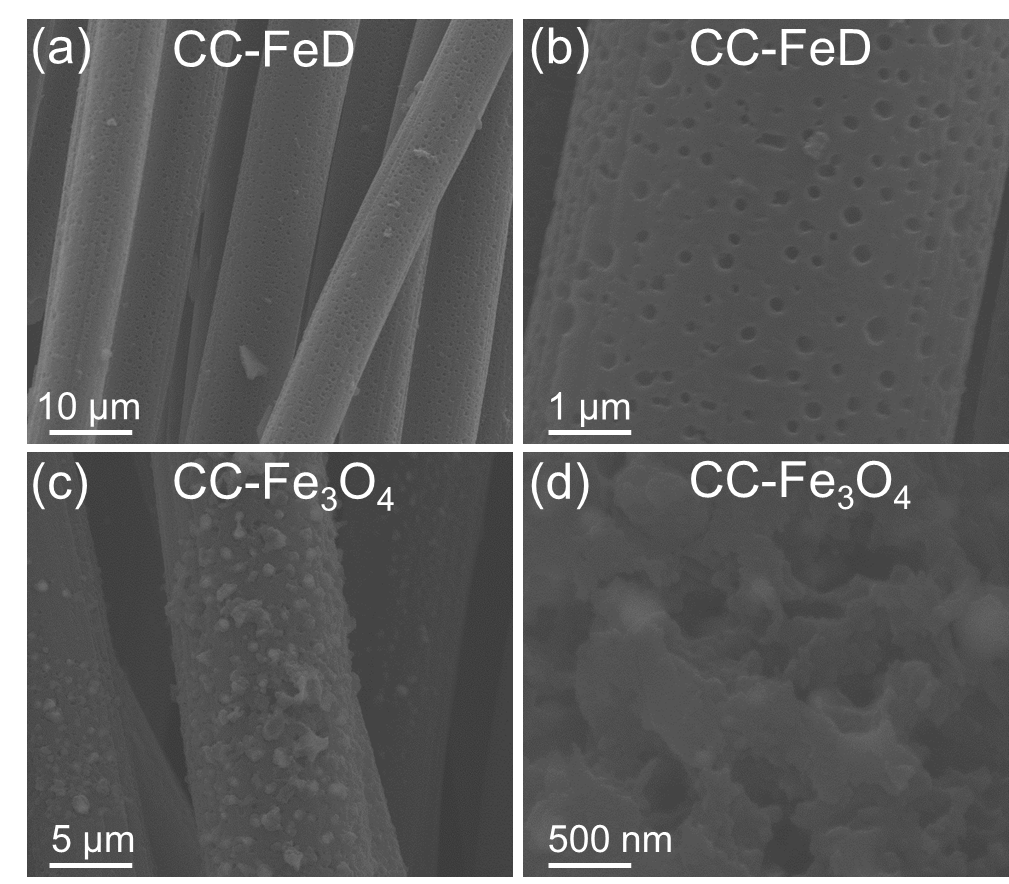 (a) CC-FeD
10 μm
(b) CC-FeD
1 μm
(c) CC-Fe₃O₄
5 μm
(d) CC-Fe₃O₄
500 nm